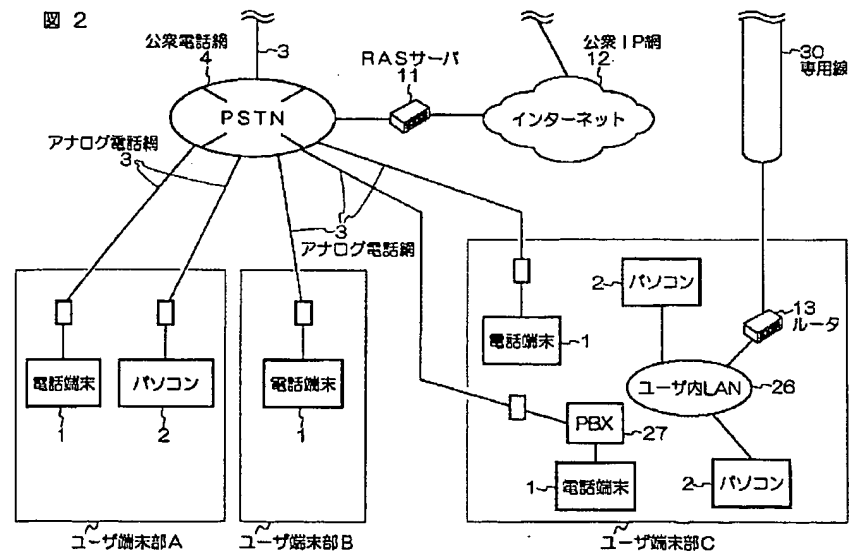 図 2
公衆電話網
4
3
RASサーバ
11
公衆IP網
12
30
専用線
PSTN
インターネット
アナログ電話網
3
3
3
アナログ電話網
電話端末
1
パソコン
2
電話端末
1
電話端末
1
2
パソコン
13
ルータ
ユーザ内LAN
26
PBX
27
1
電話端末
2
パソコン
ユーザ端末部A
ユーザ端末部B
ユーザ端末部C